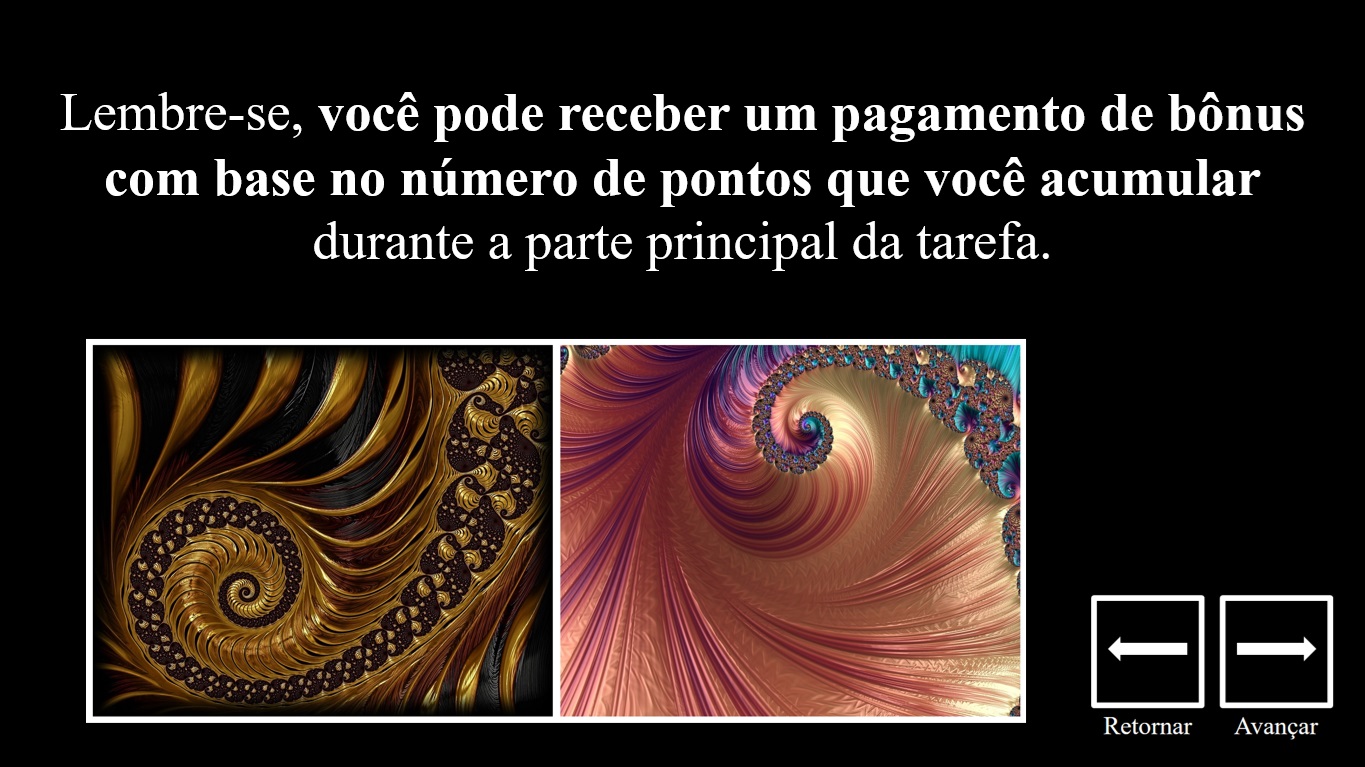 Lembre-se, você pode receber um pagamento de bônus
com base no número de pontos que você acumular
durante a parte principal da tarefa.
Retornar
Avançar